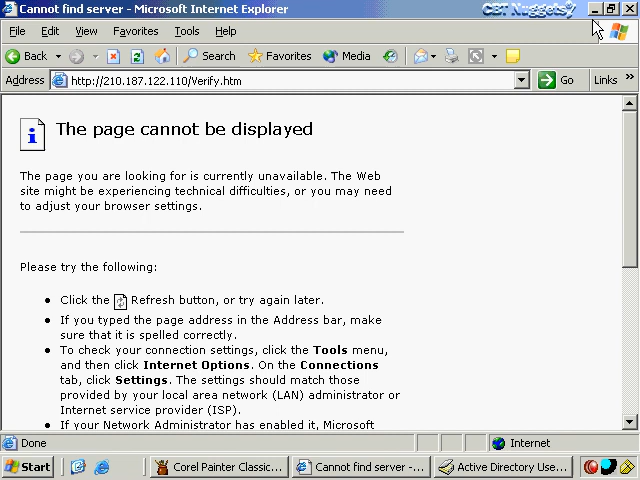 Cannot find server - Microsoft Internet Explorer
CBT Nuggets
File Edit View Favorites Tools Help
Back Search Favorites Media
Address http://210.187.122.110/Verify.htm Go Links »
The page cannot be displayed
The page you are looking for is currently unavailable. The Web
site might be experiencing technical difficulties, or you may need
to adjust your browser settings.
Please try the following:
• Click the Refresh button, or try again later.
• If you typed the page address in the Address bar, make
sure that it is spelled correctly.
• To check your connection settings, click the Tools menu,
and then click Internet Options. On the Connections
tab, click Settings. The settings should match those
provided by your local area network (LAN) administrator or
Internet service provider (ISP).
• If your Network Administrator has enabled it, Microsoft
Done Internet
Start Corel Painter Classic... Cannot find server -... Active Directory Use...